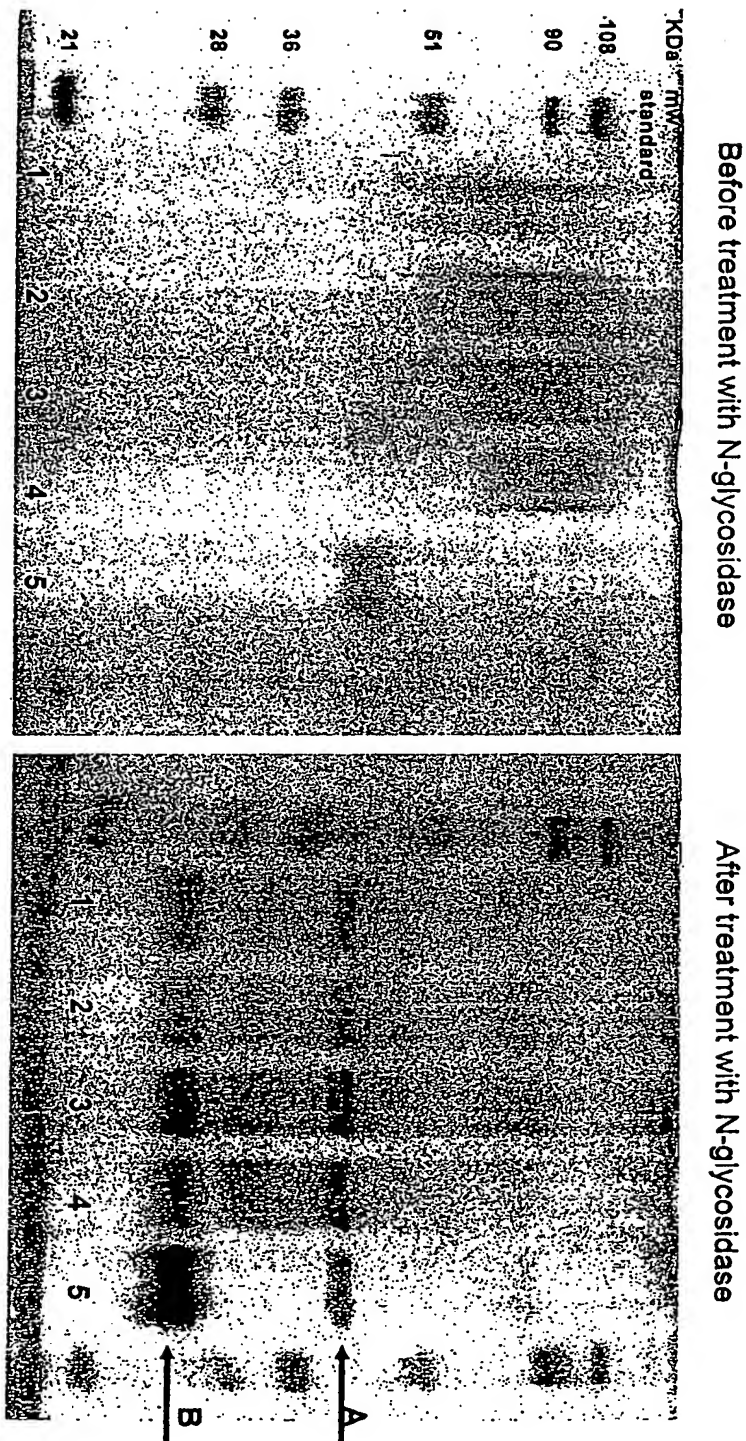 Before treatment with N-glycosidase
KDa mW
standard
108
90
51
36
28
21
1 2 3 4 5
After treatment with N-glycosidase
A
B
1 2 3 4 5